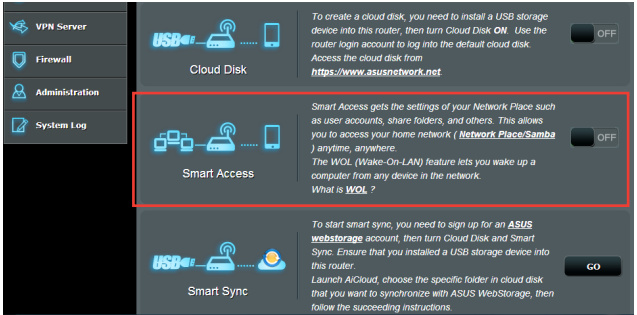 VPN Server
Firewall
Administration
System Log
USB
Cloud Disk
To create a cloud disk, you need to install a USB storage
device into this router, then turn Cloud Disk ON. Use the
router login account to log into the default cloud disk.
Access the cloud disk from
https://www.asusnetwork.net.
OFF
Smart Access
Smart Access gets the settings of your Network Place such
as user accounts, share folders, and others. This allows
you to access your home network ( Network Place/Samba
) anytime, anywhere.
The WOL (Wake-On-LAN) feature lets you wake up a
computer from any device in the network.
What is WOL ?
OFF
USB
Smart Sync
To start smart sync, you need to sign up for an ASUS
webstorage account, then turn Cloud Disk and Smart
Sync. Ensure that you installed a USB storage device into
this router.
Launch AiCloud, choose the specific folder in cloud disk
that you want to synchronize with ASUS WebStorage, then
follow the succeeding instructions.
GO